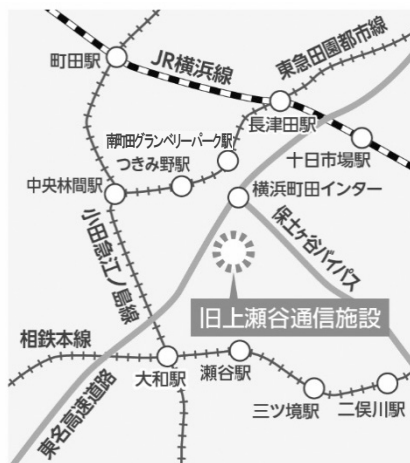 JR横浜線
東急田園都市線
町田駅
長津田駅
南町田グランベリーパーク駅
つきみ野駅
十日市場駅
中央林間駅
横浜町田インター
小田急江ノ島線
保土ヶ谷バイパス
旧上瀬谷通信施設
相鉄本線
東名高速道路
大和駅
瀬谷駅
三ツ境駅
二俣川駅